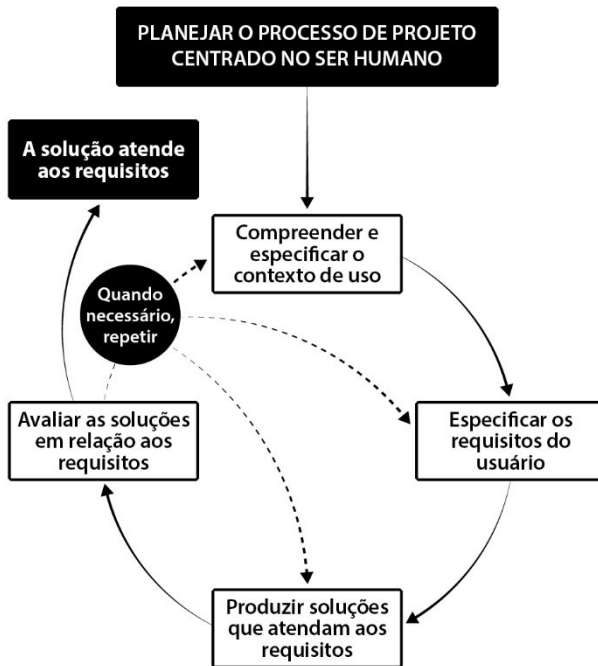 PLANEJAR O PROCESSO DE PROJETO
CENTRADO NO SER HUMANO
A solução atende
aos requisitos
Compreender e
especificar o
contexto de uso
Quando
necessário,
repetir
Avaliar as soluções
em relação aos
requisitos
Especificar os
requisitos do
usuário
Produzir soluções
que atendam aos
requisitos